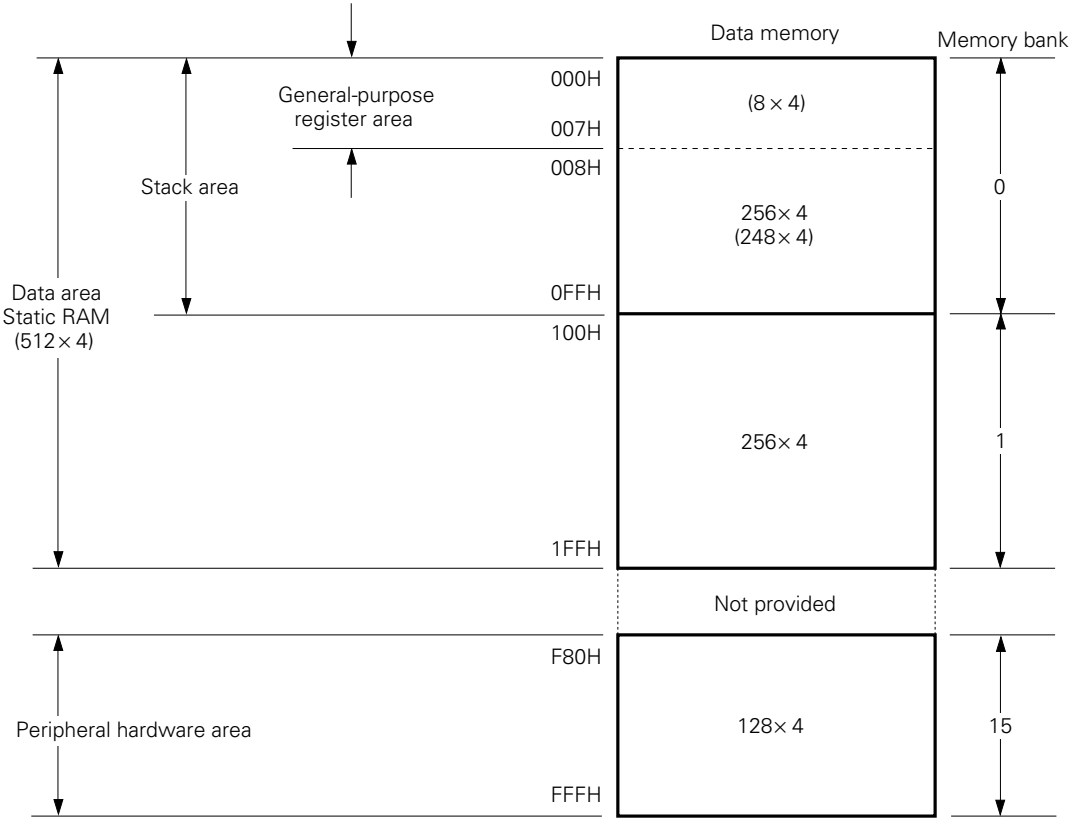 Data memory
Memory bank
000H
General-purpose
register area
(8 × 4)
007H
008H
Stack area
0
256 × 4
(248 × 4)
0FFH
Data area
Static RAM
(512 × 4)
100H
256 × 4
1
1FFH
Not provided
F80H
Peripheral hardware area
128 × 4
15
FFFH